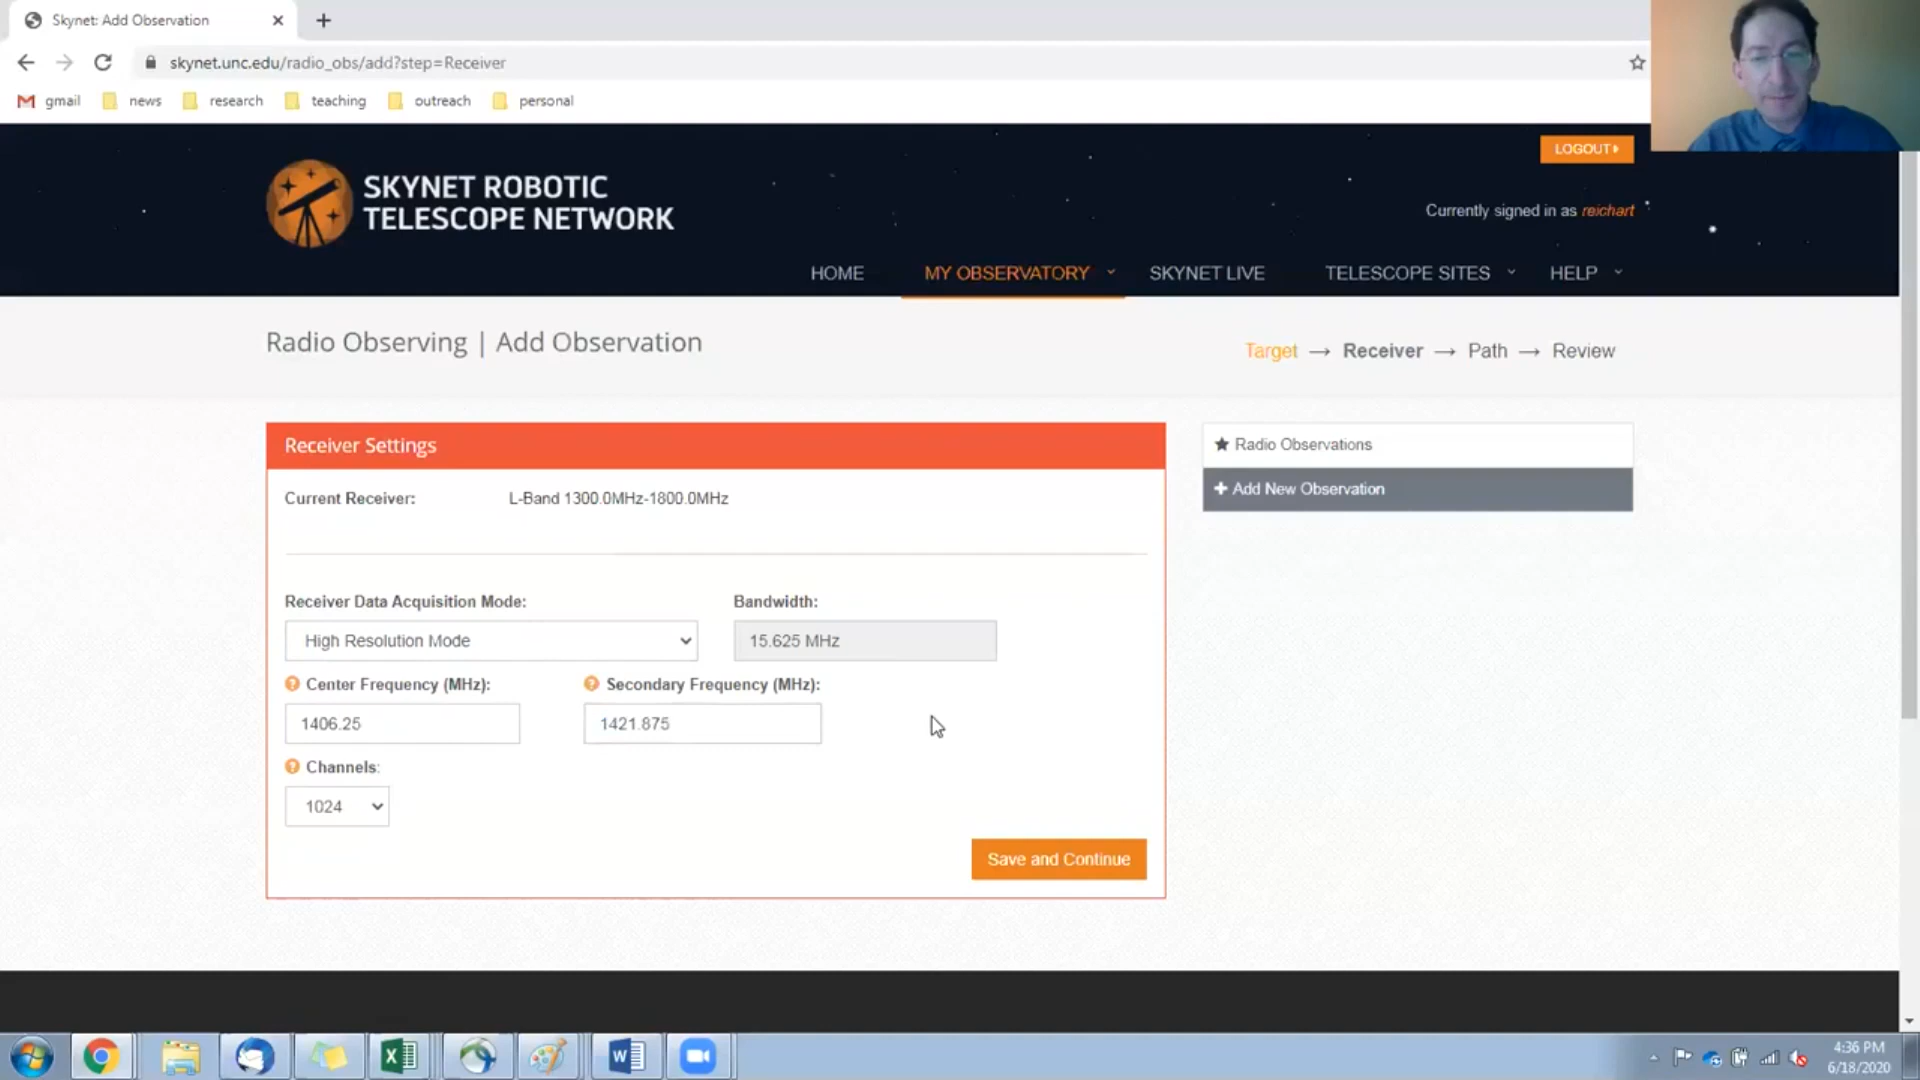 Skynet: Add Observation
skynet.unc.edu/radio_obs/add?step=Receiver
gmail news research teaching outreach personal
LOGOUT
SKYNET ROBOTIC
TELESCOPE NETWORK
Currently signed in as reichart
HOME MY OBSERVATORY SKYNET LIVE TELESCOPE SITES HELP
Radio Observing | Add Observation
Target → Receiver → Path → Review
Receiver Settings
Current Receiver: L-Band 1300.0MHz-1800.0MHz
Radio Observations
Add New Observation
Receiver Data Acquisition Mode: Bandwidth:
High Resolution Mode 15.625 MHz
Center Frequency (MHz): Secondary Frequency (MHz):
1406.25 1421.875
Channels:
1024
Save and Continue
4:36 PM
6/18/2020